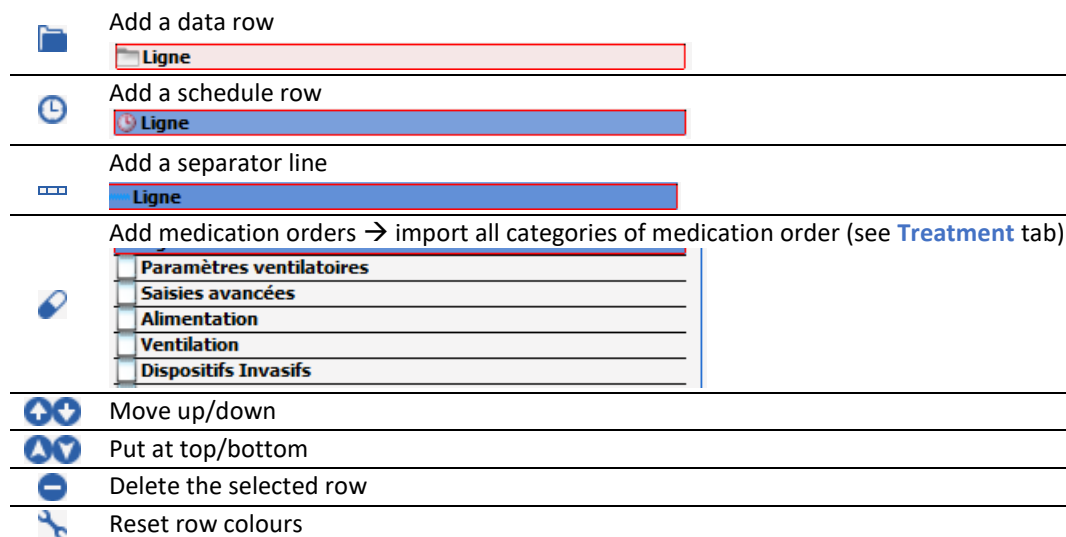 Add a data row
Ligne
Add a schedule row
Ligne
Add a separator line
Ligne
Add medication orders → import all categories of medication order (see Treatment tab)
Paramètres ventilatoires
Saisies avancées
Alimentation
Ventilation
Dispositifs Invasifs
Move up/down
Put at top/bottom
Delete the selected row
Reset row colours